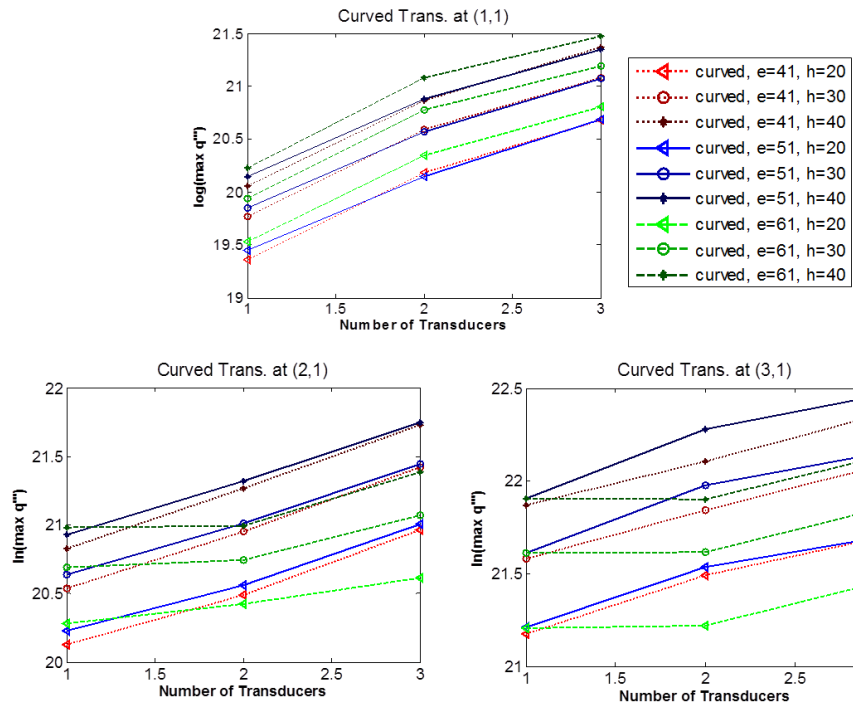 Curved Trans. at (1,1)
21.5
21
20.5
20
19.5
19
log(max q''')
1
1.5
2
2.5
3
Number of Transducers
curved, e=41, h=20
curved, e=41, h=30
curved, e=41, h=40
curved, e=51, h=20
curved, e=51, h=30
curved, e=51, h=40
curved, e=61, h=20
curved, e=61, h=30
curved, e=61, h=40
Curved Trans. at (2,1)
22
21.5
21
20.5
20
ln(max q''')
1
1.5
2
2.5
3
Number of Transducers
Curved Trans. at (3,1)
22.5
22
21.5
21
ln(max q''')
1
1.5
2
2.5
Number of Transducers